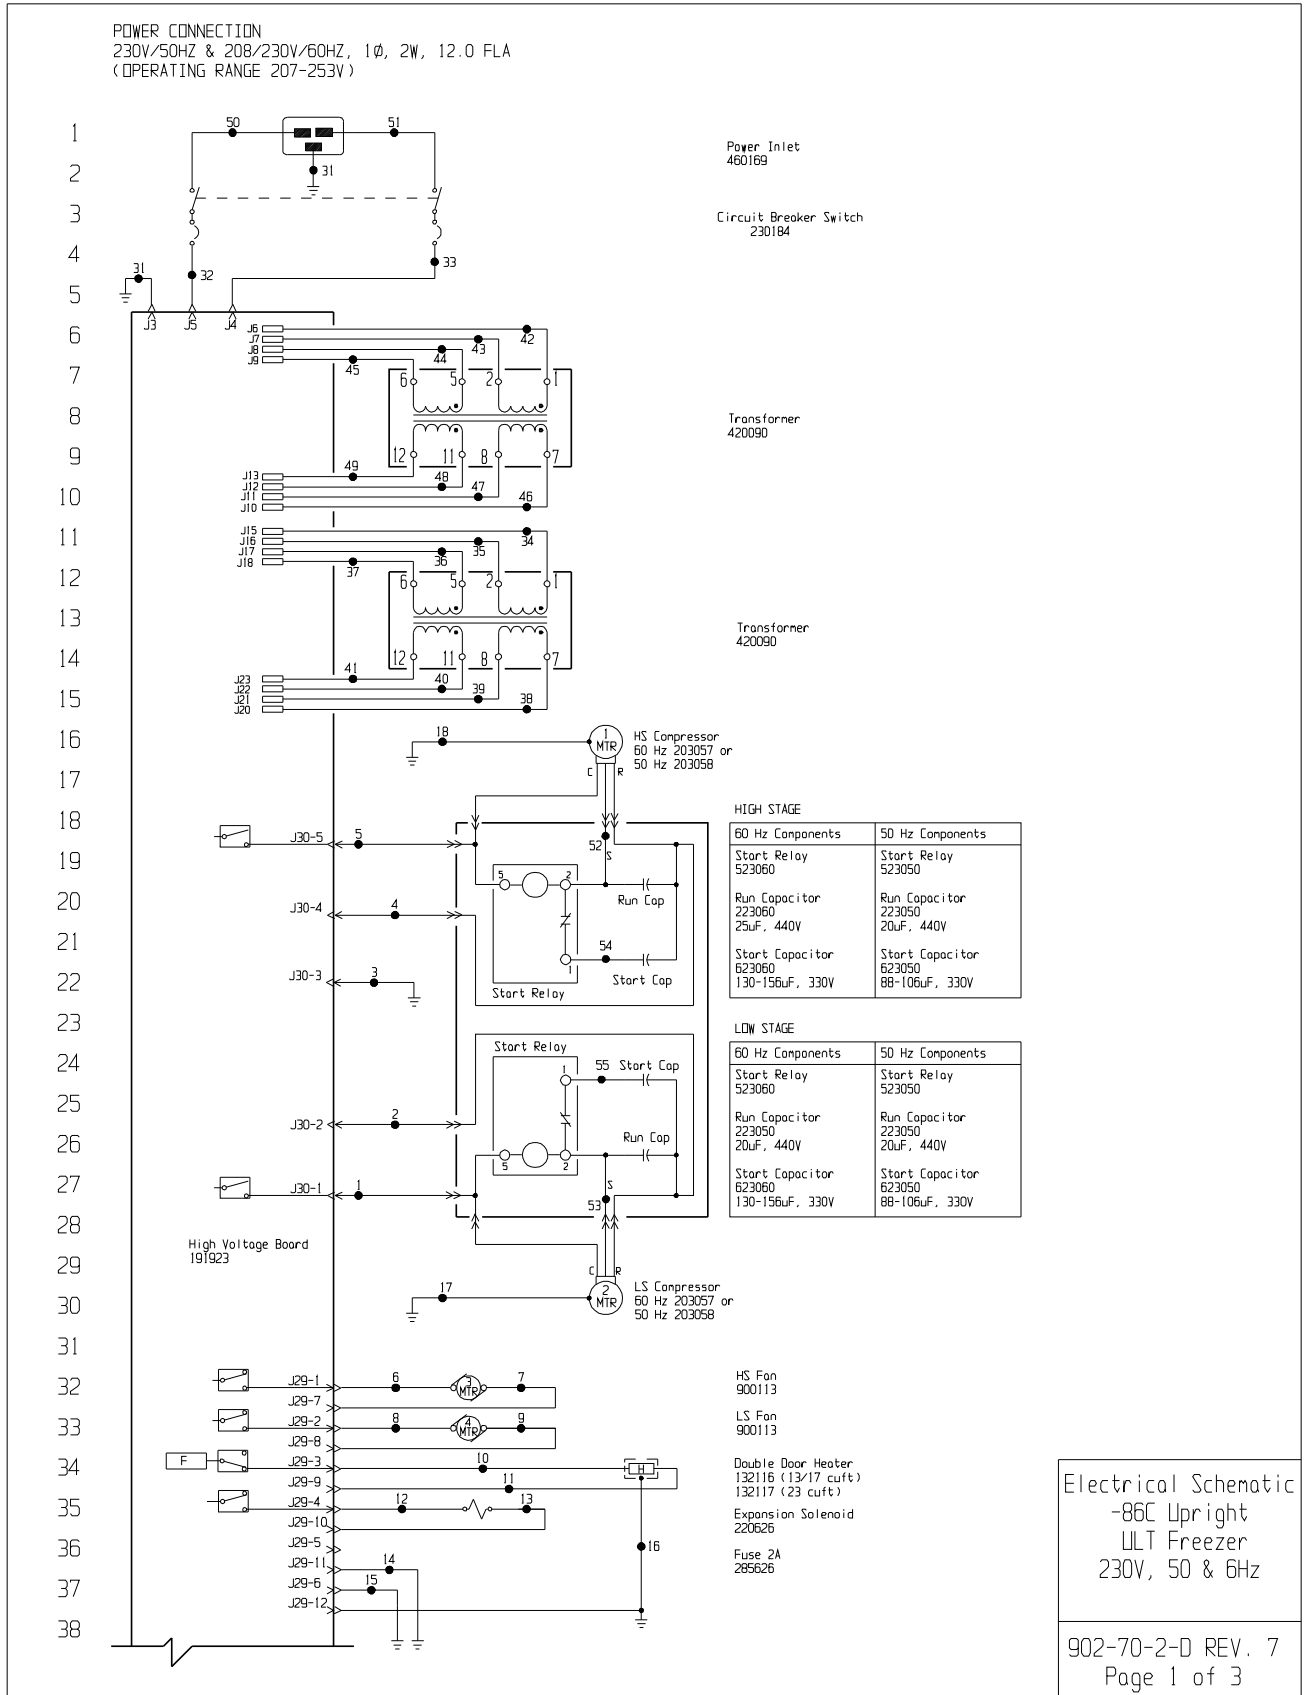 POWER CONNECTION
230V/50HZ & 208/230V/60HZ, 1Ø, 2W, 12.0 FLA
(OPERATING RANGE 207-253V)
1
50
51
Power Inlet
460169
2
31
3
Circuit Breaker Switch
230184
4
31
32
33
5
J3
J5
J4
6
J6
42
J7
43
J8
44
J9
45
7
6
5
2
1
8
Transformer
420090
9
12
11
8
7
J13
49
J12
48
10
J11
47
J10
46
11
J15
34
J16
35
J17
36
J18
37
12
6
5
2
1
13
Transformer
420090
14
12
11
8
7
J23
41
J22
40
15
J21
39
J20
38
16
18
1
MTR
HS Compressor
60 Hz 203057 or
50 Hz 203058
17
C
R
18
J30-5
5
52
S
19
5
2
20
J30-4
4
Run Cap
21
54
1
22
J30-3
3
Start Cap
Start Relay
HIGH STAGE
60 Hz Components
50 Hz Components
Start Relay
523060
Start Relay
523050
Run Capacitor
223060
25uF, 440V
Run Capacitor
223050
20uF, 440V
Start Capacitor
623060
130-156uF, 330V
Start Capacitor
623050
88-106uF, 330V
23
LOW STAGE
60 Hz Components
50 Hz Components
Start Relay
523060
Start Relay
523050
Run Capacitor
223050
20uF, 440V
Run Capacitor
223050
20uF, 440V
Start Capacitor
623060
130-156uF, 330V
Start Capacitor
623050
88-106uF, 330V
24
Start Relay
1
55
Start Cap
25
J30-2
2
26
Run Cap
5
2
27
J30-1
1
S
53
28
High Voltage Board
191923
29
C
R
30
17
2
MTR
LS Compressor
60 Hz 203057 or
50 Hz 203058
31
32
J29-1
6
3
MTR
7
HS Fan
900113
J29-7
33
J29-2
8
4
MTR
9
LS Fan
900113
J29-8
34
F
J29-3
10
H
Double Door Heater
132116 (13/17 cuft)
132117 (23 cuft)
J29-9
11
35
J29-4
12
13
Expansion Solenoid
220626
J29-10
36
J29-5
16
Fuse 2A
285626
J29-11
14
37
J29-6
15
J29-12
38
Electrical Schematic
-86C Upright
ULT Freezer
230V, 50 & 6Hz
902-70-2-D REV. 7
Page 1 of 3